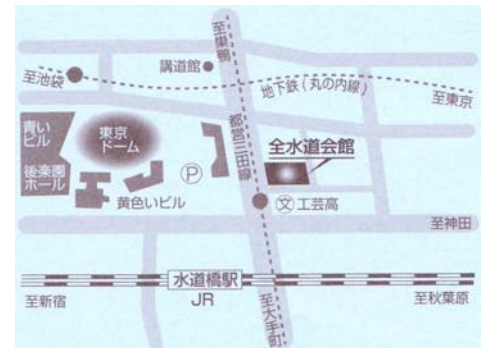 至巣鴨
講道館
至池袋
地下鉄(丸の内線)
至東京
青い
ビル
東京
ドーム
都営三田線
全水道会館
後楽園
ホール
P
黄色いビル
文 工芸高
至神田
水道橋駅
JR
至新宿
至秋葉原
至大手町